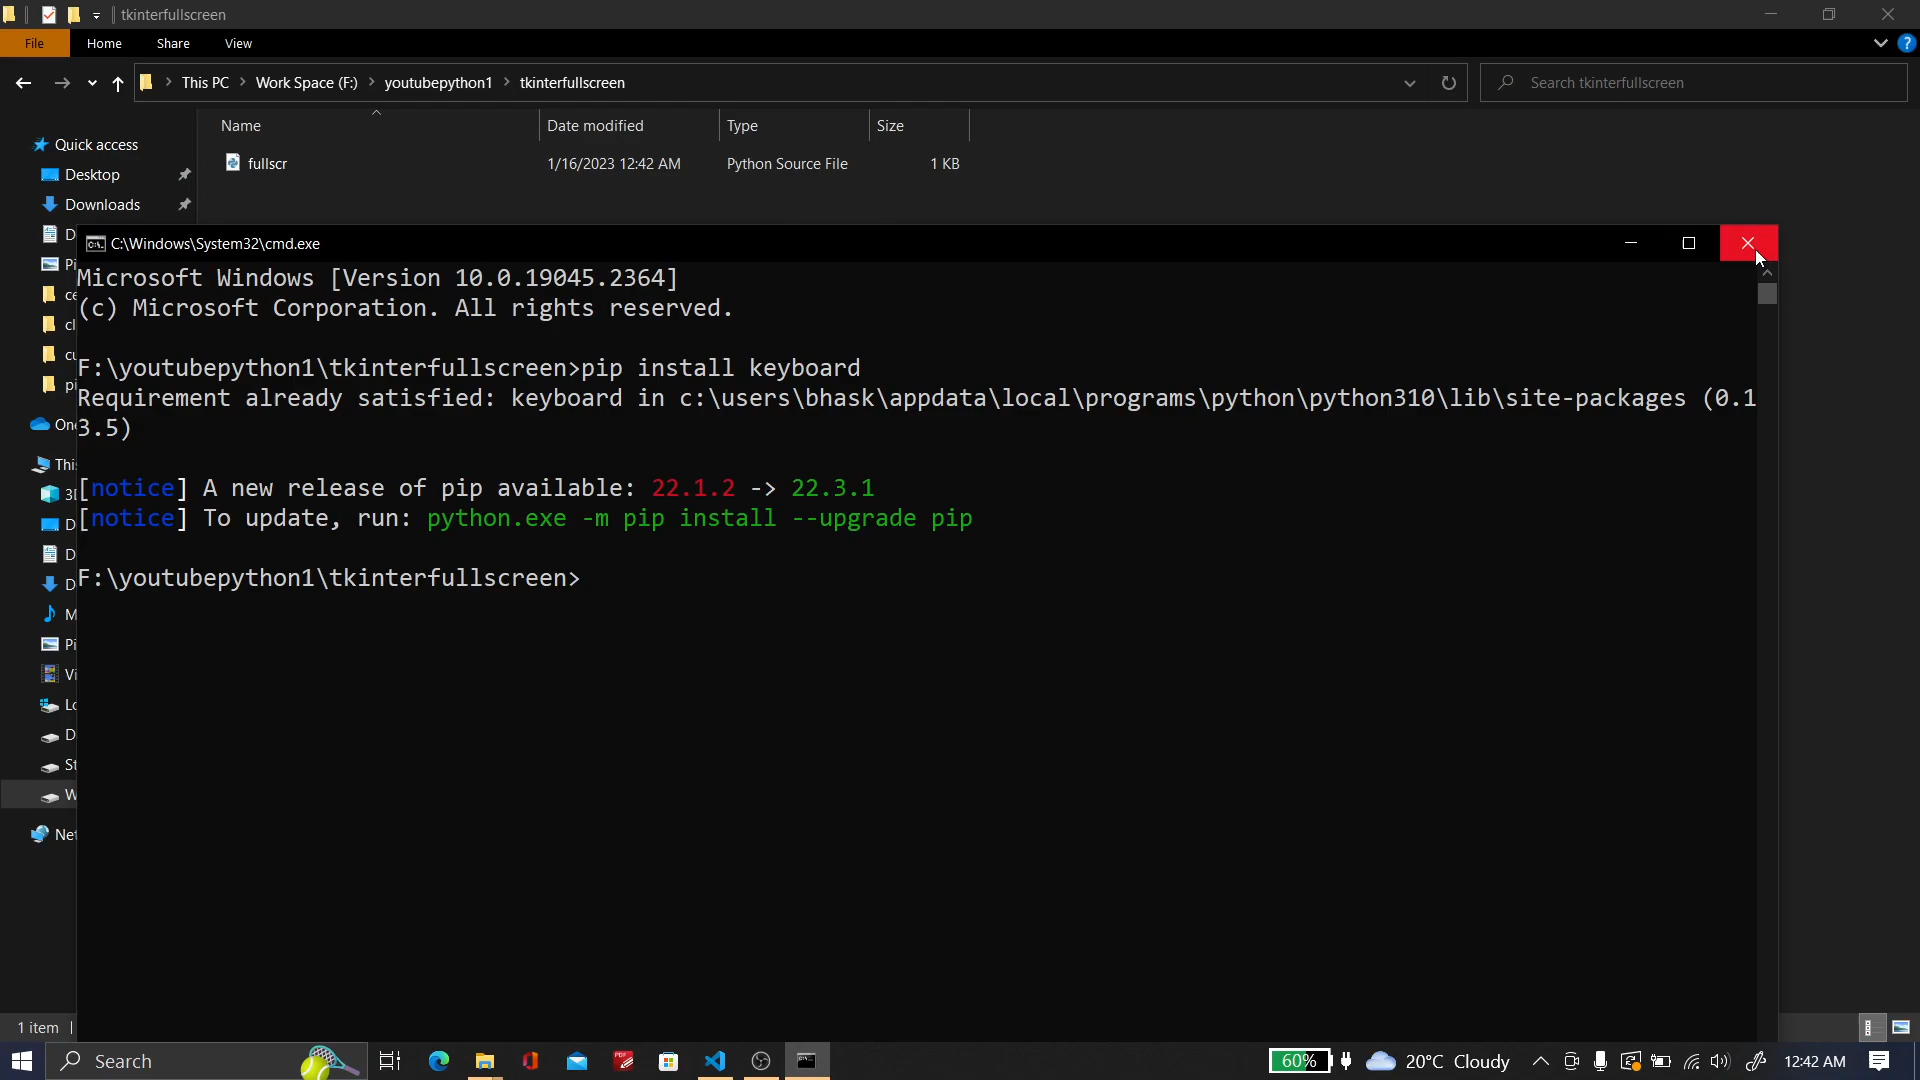 tkinterfullscreen
File Home Share View
This PC > Work Space (F:) > youtubepython1 > tkinterfullscreen
Search tkinterfullscreen
Name Date modified Type Size
fullscr 1/16/2023 12:42 AM Python Source File 1 KB
Quick access
Desktop
Downloads
C:\Windows\System32\cmd.exe
Microsoft Windows [Version 10.0.19045.2364]
(c) Microsoft Corporation. All rights reserved.
F:\youtubepython1\tkinterfullscreen>pip install keyboard
Requirement already satisfied: keyboard in c:\users\bhask\appdata\local\programs\python\python310\lib\site-packages (0.1
3.5)
[notice] A new release of pip available: 22.1.2 -> 22.3.1
[notice] To update, run: python.exe -m pip install --upgrade pip
F:\youtubepython1\tkinterfullscreen>
1 item
Search
PDF
60%
20°C Cloudy
12:42 AM